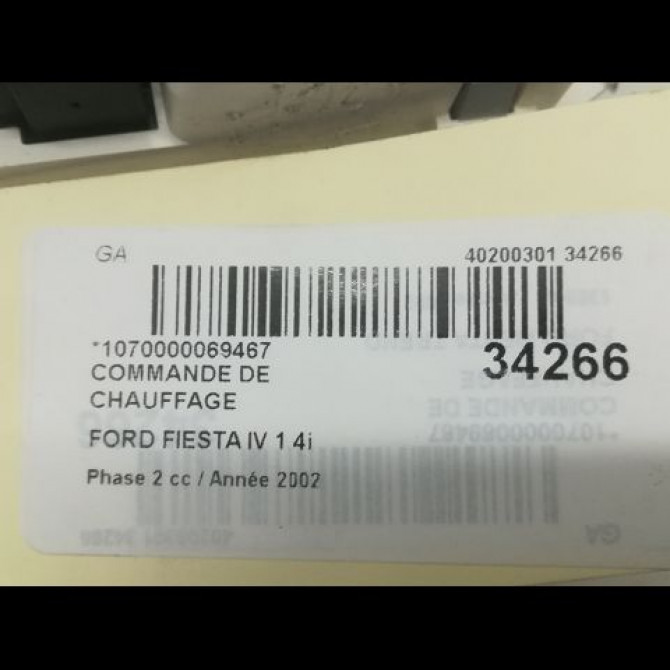 GA
40200301 34266
*1070000069467
34266
COMMANDE DE
CHAUFFAGE
FORD FIESTA IV 1 4i
Phase 2 cc / Année 2002